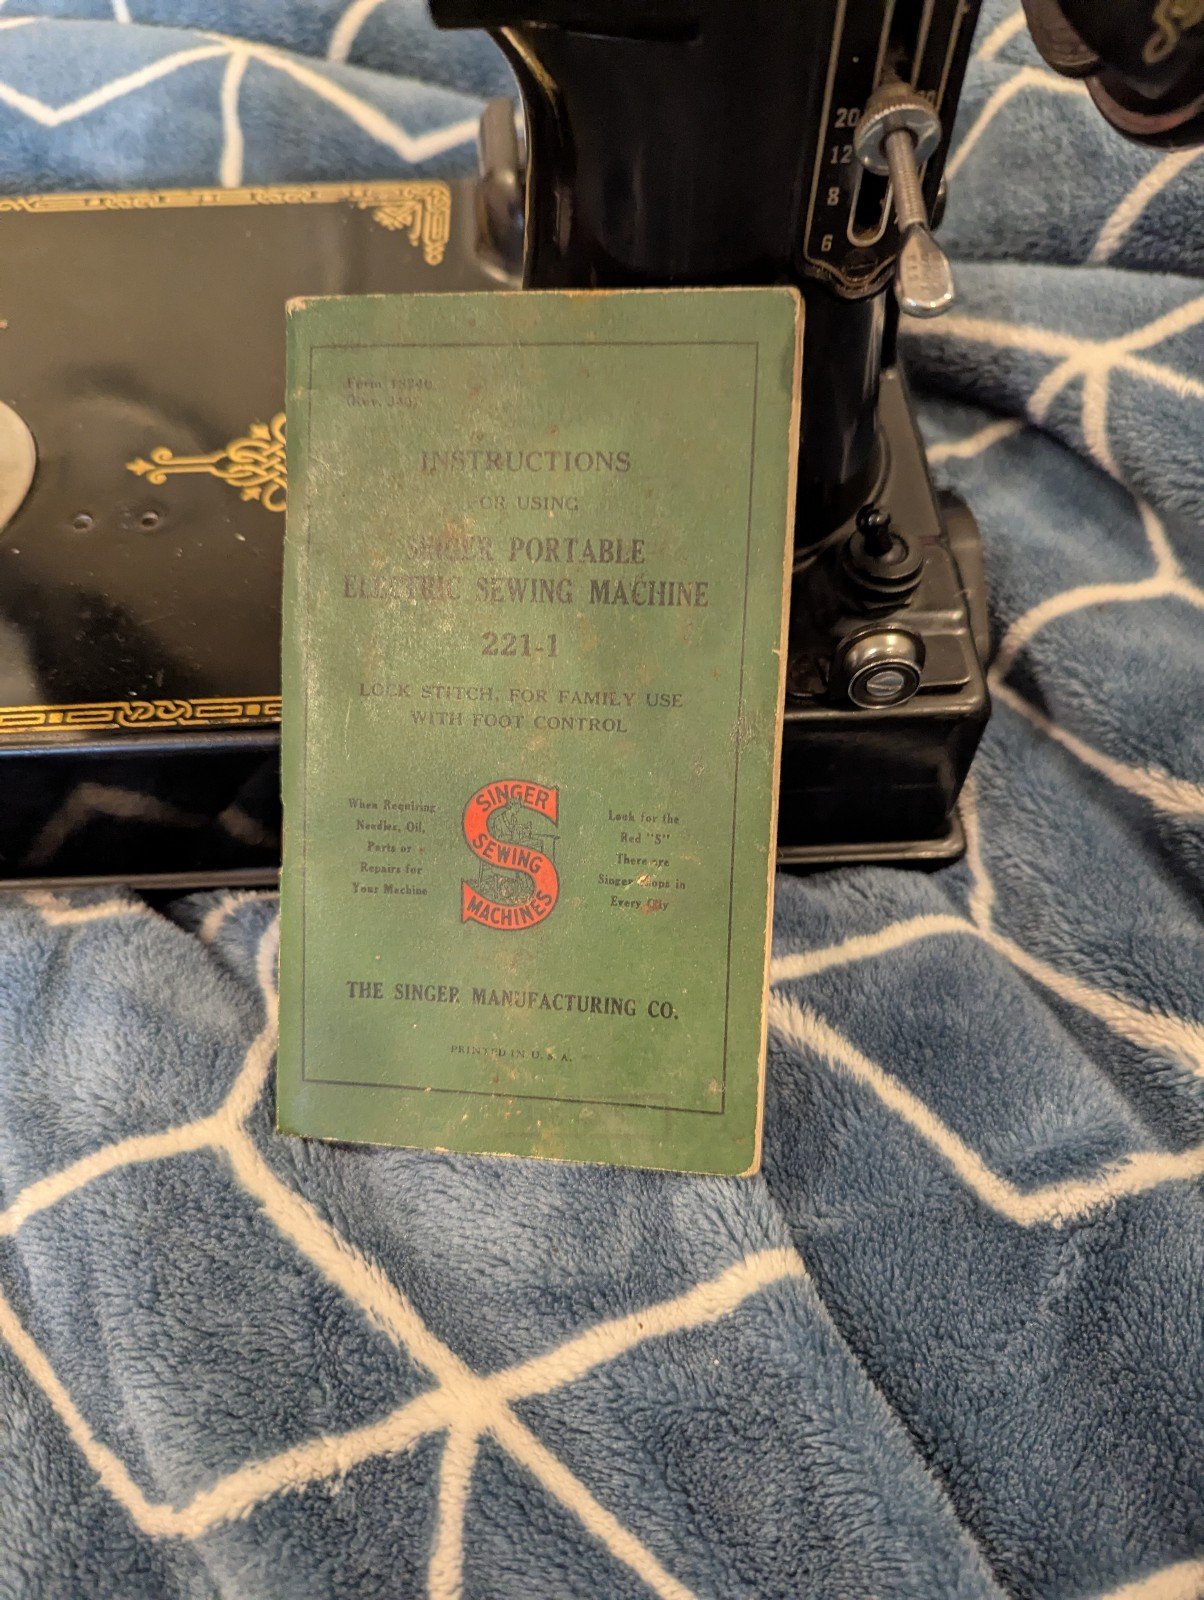 20
12
8
6
Form
INSTRUCTIONS
OR USING
SINGER PORTABLE
ELECTRIC SEWING MACHINE
221-1
LOCK STITCH, FOR FAMILY USE
WITH FOOT CONTROL
When Requiring
Needles, Oil,
Parts or
Repairs for
Your Machine
SINGER
SEWING
MACHINES
Look for the
Red "S"
There are
Singer Shops in
Every City
THE SINGER MANUFACTURING CO.
PRINTED IN U. S. A.